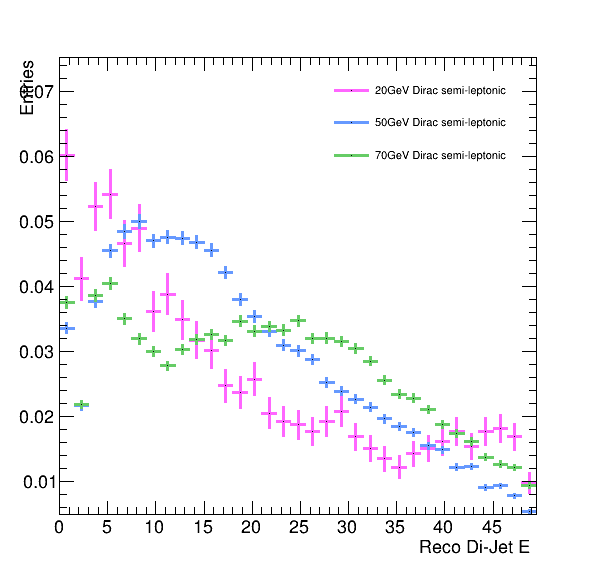 Entries
0.07
20GeV Dirac semi-leptonic
50GeV Dirac semi-leptonic
70GeV Dirac semi-leptonic
0.06
0.05
0.04
0.03
0.02
0.01
0 5 10 15 20 25 30 35 40 45
Reco Di-Jet E